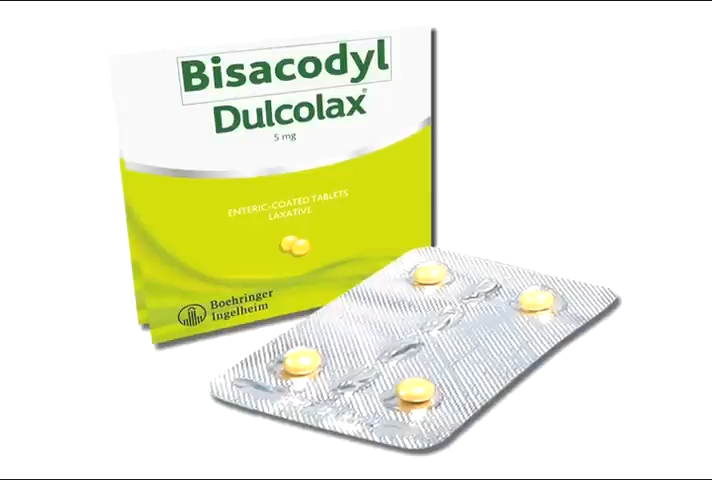 Bisacodyl
Dulcolax®
5 mg
ENTERIC-COATED TABLETS
LAXATIVE
Boehringer
Ingelheim